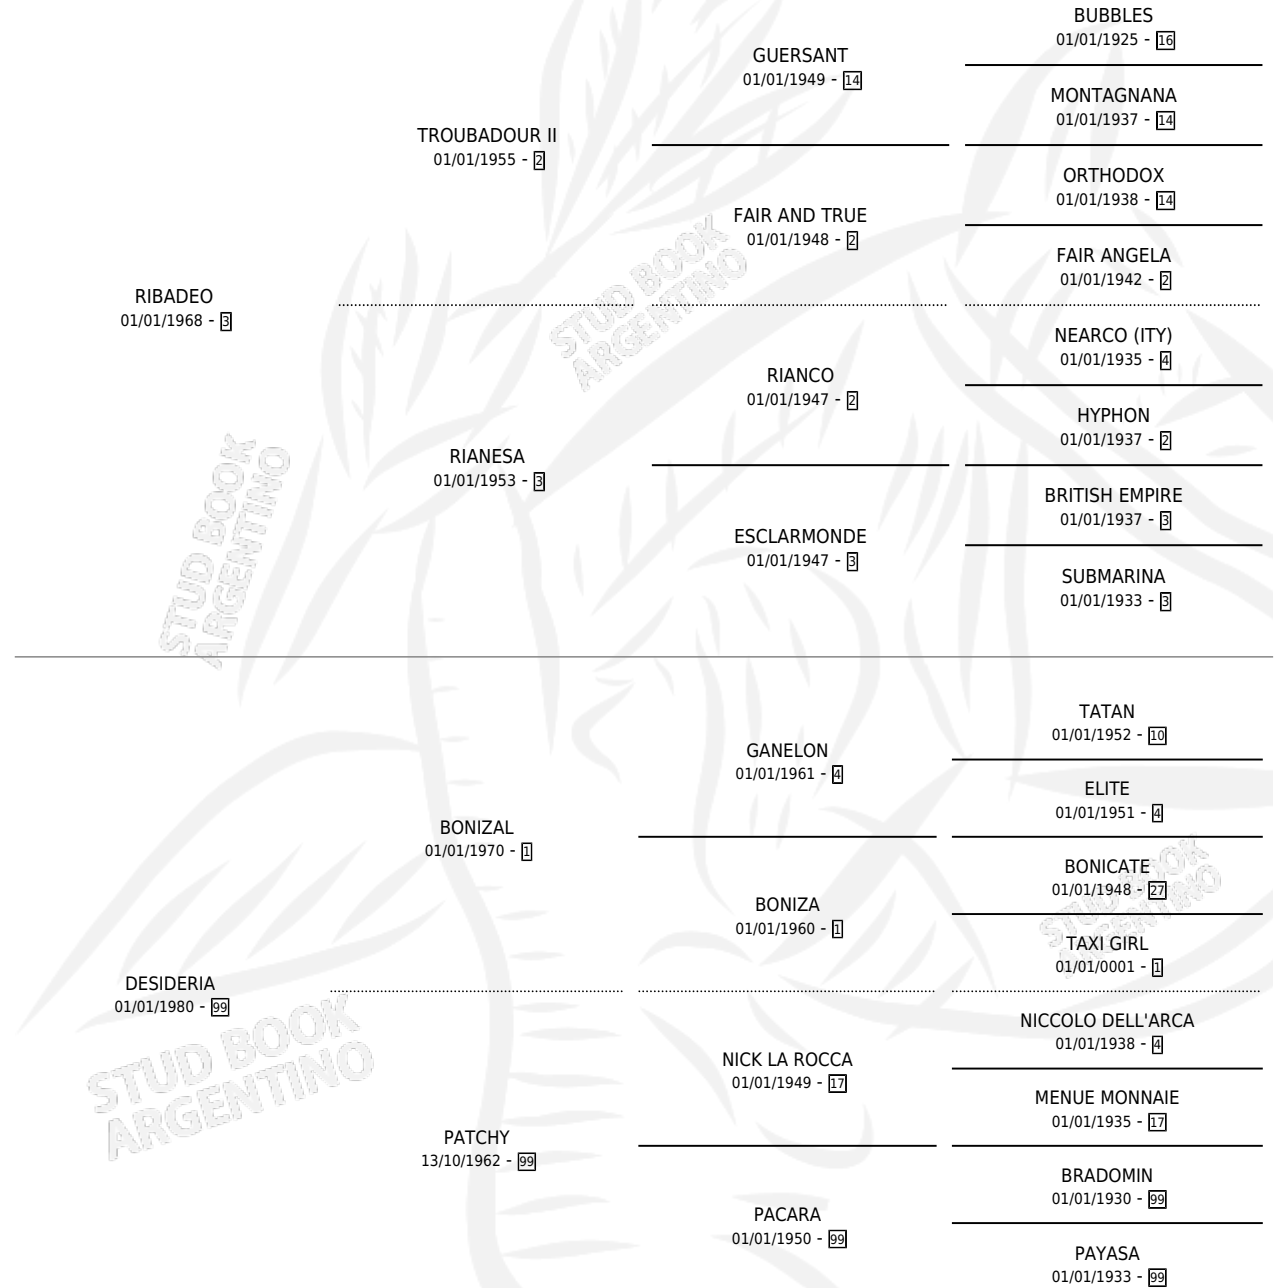 BUBBLES
01/01/1925 - 16
GUERSANT
01/01/1949 - 14
MONTAGNANA
01/01/1937 - 14
TROUBADOUR II
01/01/1955 - 2
ORTHODOX
01/01/1938 - 14
FAIR AND TRUE
01/01/1948 - 2
FAIR ANGELA
01/01/1942 - 2
RIBADEO
01/01/1968 - 3
NEARCO (ITY)
01/01/1935 - 4
RIANCO
01/01/1947 - 2
HYPHON
01/01/1937 - 2
RIANESA
01/01/1953 - 3
BRITISH EMPIRE
01/01/1937 - 3
ESCLARMONDE
01/01/1947 - 3
SUBMARINA
01/01/1933 - 3
TATAN
01/01/1952 - 10
GANELON
01/01/1961 - 4
ELITE
01/01/1951 - 4
BONIZAL
01/01/1970 - 1
BONICATE
01/01/1948 - 27
BONIZA
01/01/1960 - 1
TAXI GIRL
01/01/0001 - 1
DESIDERIA
01/01/1980 - 99
NICCOLO DELL'ARCA
01/01/1938 - 4
NICK LA ROCCA
01/01/1949 - 17
MENUE MONNAIE
01/01/1935 - 17
PATCHY
13/10/1962 - 99
BRADOMIN
01/01/1930 - 99
PACARA
01/01/1950 - 99
PAYASA
01/01/1933 - 99
STUD BOOK
ARGENTINO
STUD BOOK
ARGENTINO
STUD BOOK
ARGENTINO
STUD BOOK
ARGENTINO